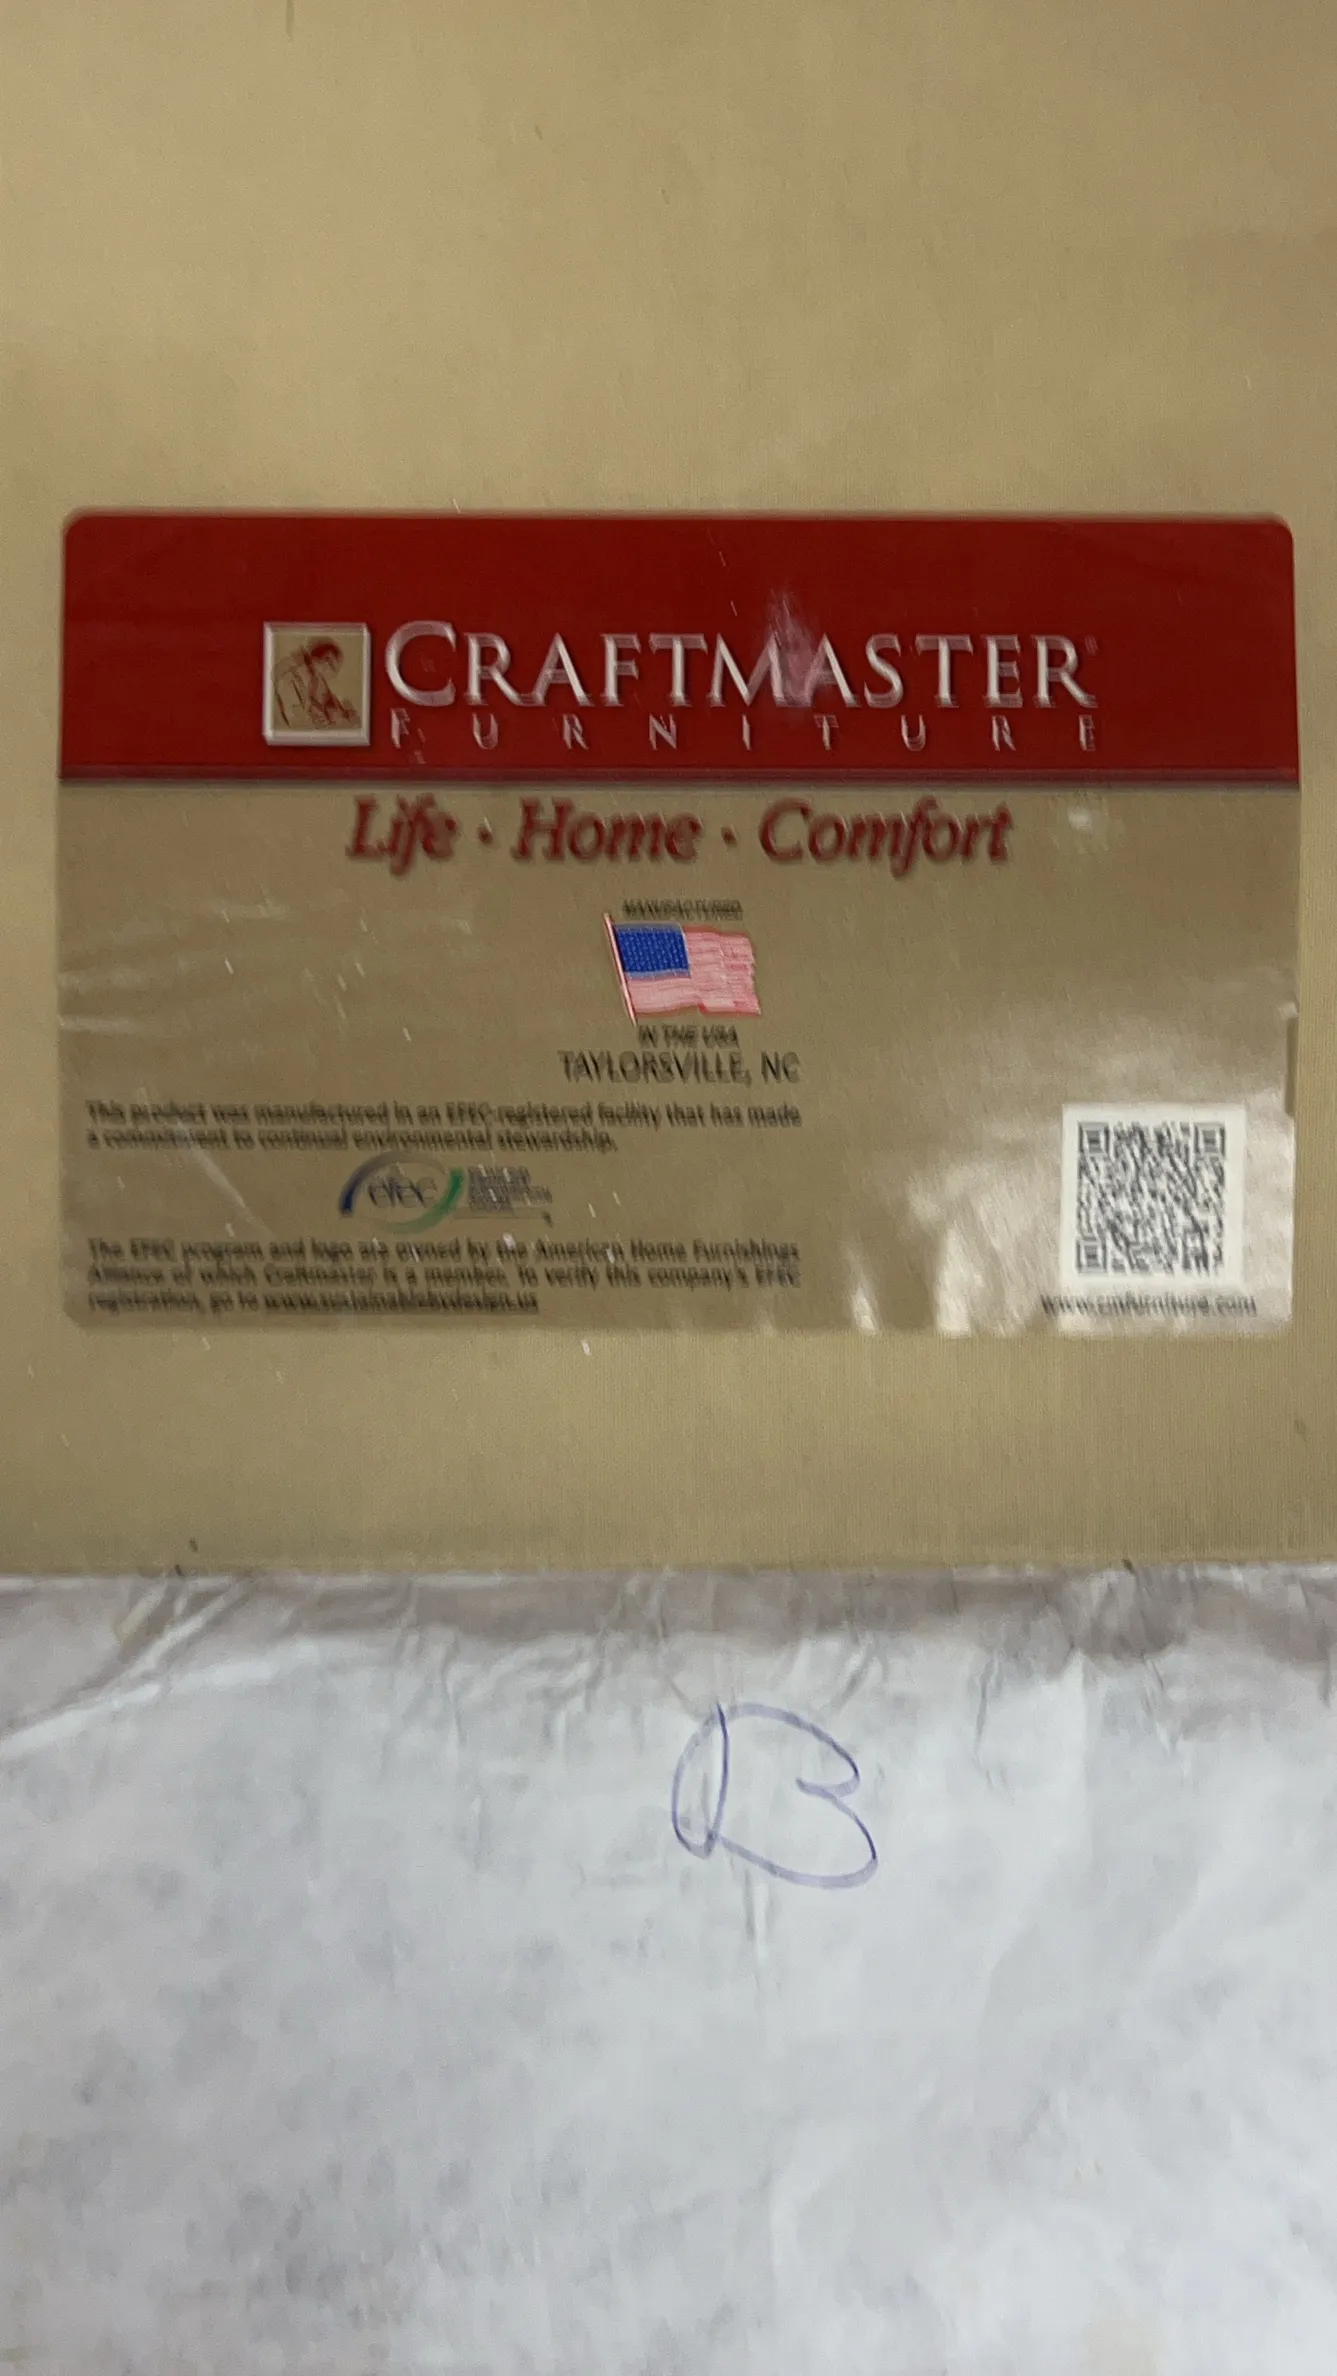 CRAFTMASTER®
FURNITURE
Life · Home · Comfort
MANUFACTURED
IN THE USA
TAYLORSVILLE, NC
This product was manufactured in an EFEC-registered facility that has made
a commitment to continual environmental stewardship.
efec
The EFEC program and logo are owned by the American Home Furnishings
Alliance of which Craftmaster is a member. To verify this company's EFEC
registration, go to www.sustainablebydesign.us
www.cmfurniture.com
B